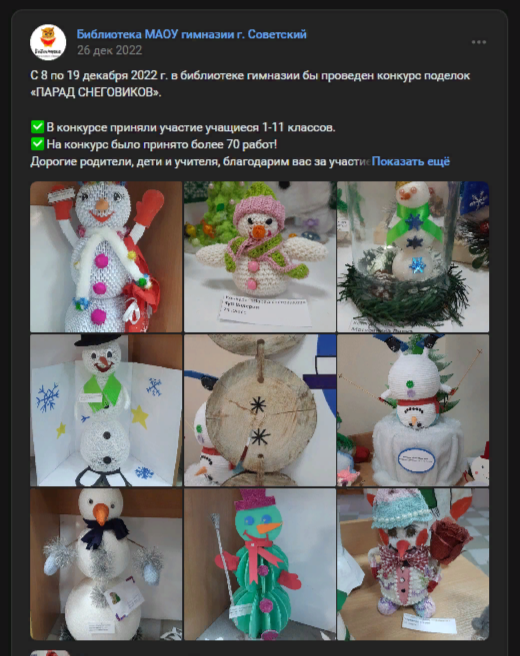 Библиотека МАОУ гимназии г. Советский
26 дек 2022
С 8 по 19 декабря 2022 г. в библиотеке гимназии бы проведен конкурс поделок
«ПАРАД СНЕГОВИКОВ».
✅ В конкурсе приняли участие учащиеся 1-11 классов.
✅ На конкурс было принято более 70 работ!
Дорогие родители, дети и учителя, благодарим вас за участи Показать ещё